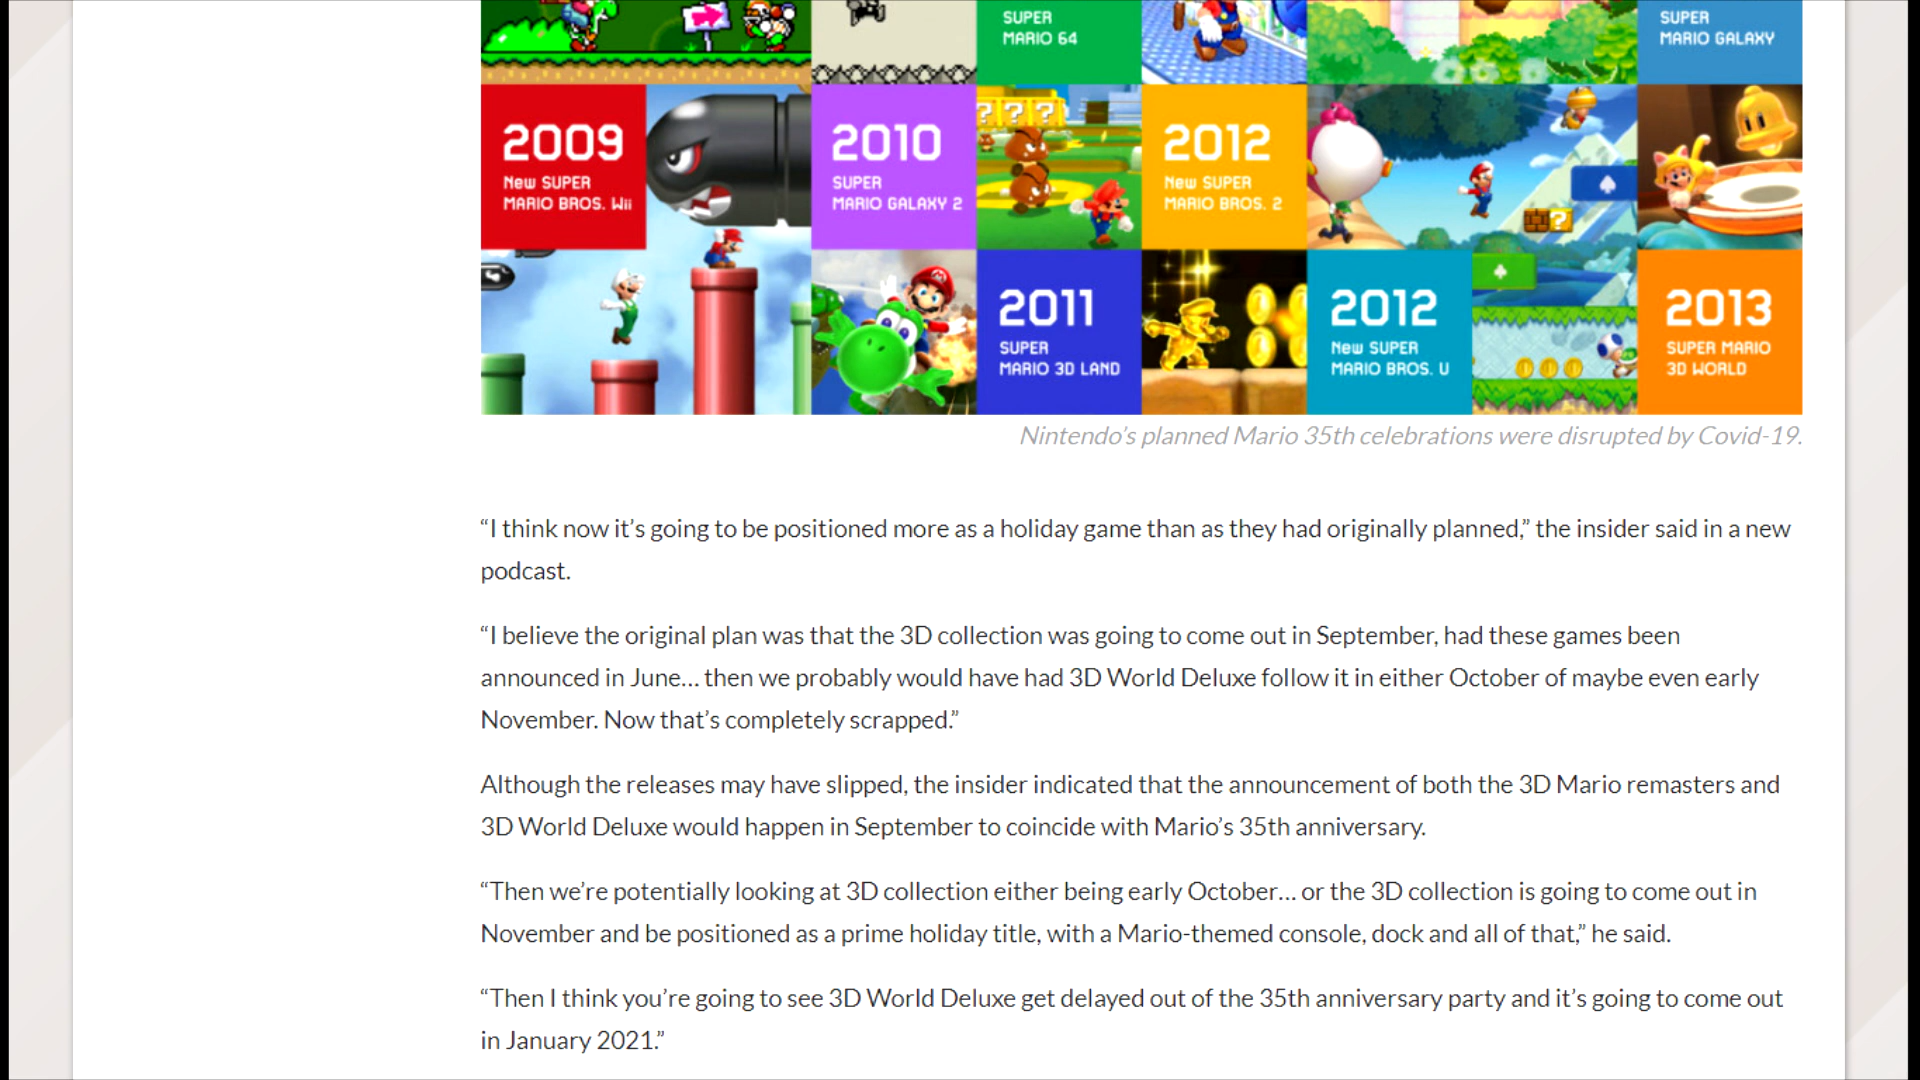 SUPER
MARIO 64
SUPER
MARIO GALAXY
2009
New SUPER
MARIO BROS. Wii
2010
SUPER
MARIO GALAXY 2
? ? ?
2012
New SUPER
MARIO BROS. 2
?
2011
SUPER
MARIO 3D LAND
2012
New SUPER
MARIO BROS. U
2013
SUPER MARIO
3D WORLD
Nintendo's planned Mario 35th celebrations were disrupted by Covid-19.
“I think now it's going to be positioned more as a holiday game than as they had originally planned,” the insider said in a new
podcast.
“I believe the original plan was that the 3D collection was going to come out in September, had these games been
announced in June… then we probably would have had 3D World Deluxe follow it in either October of maybe even early
November. Now that's completely scrapped.”
Although the releases may have slipped, the insider indicated that the announcement of both the 3D Mario remasters and
3D World Deluxe would happen in September to coincide with Mario's 35th anniversary.
“Then we're potentially looking at 3D collection either being early October… or the 3D collection is going to come out in
November and be positioned as a prime holiday title, with a Mario-themed console, dock and all of that,” he said.
“Then I think you're going to see 3D World Deluxe get delayed out of the 35th anniversary party and it's going to come out
in January 2021.”